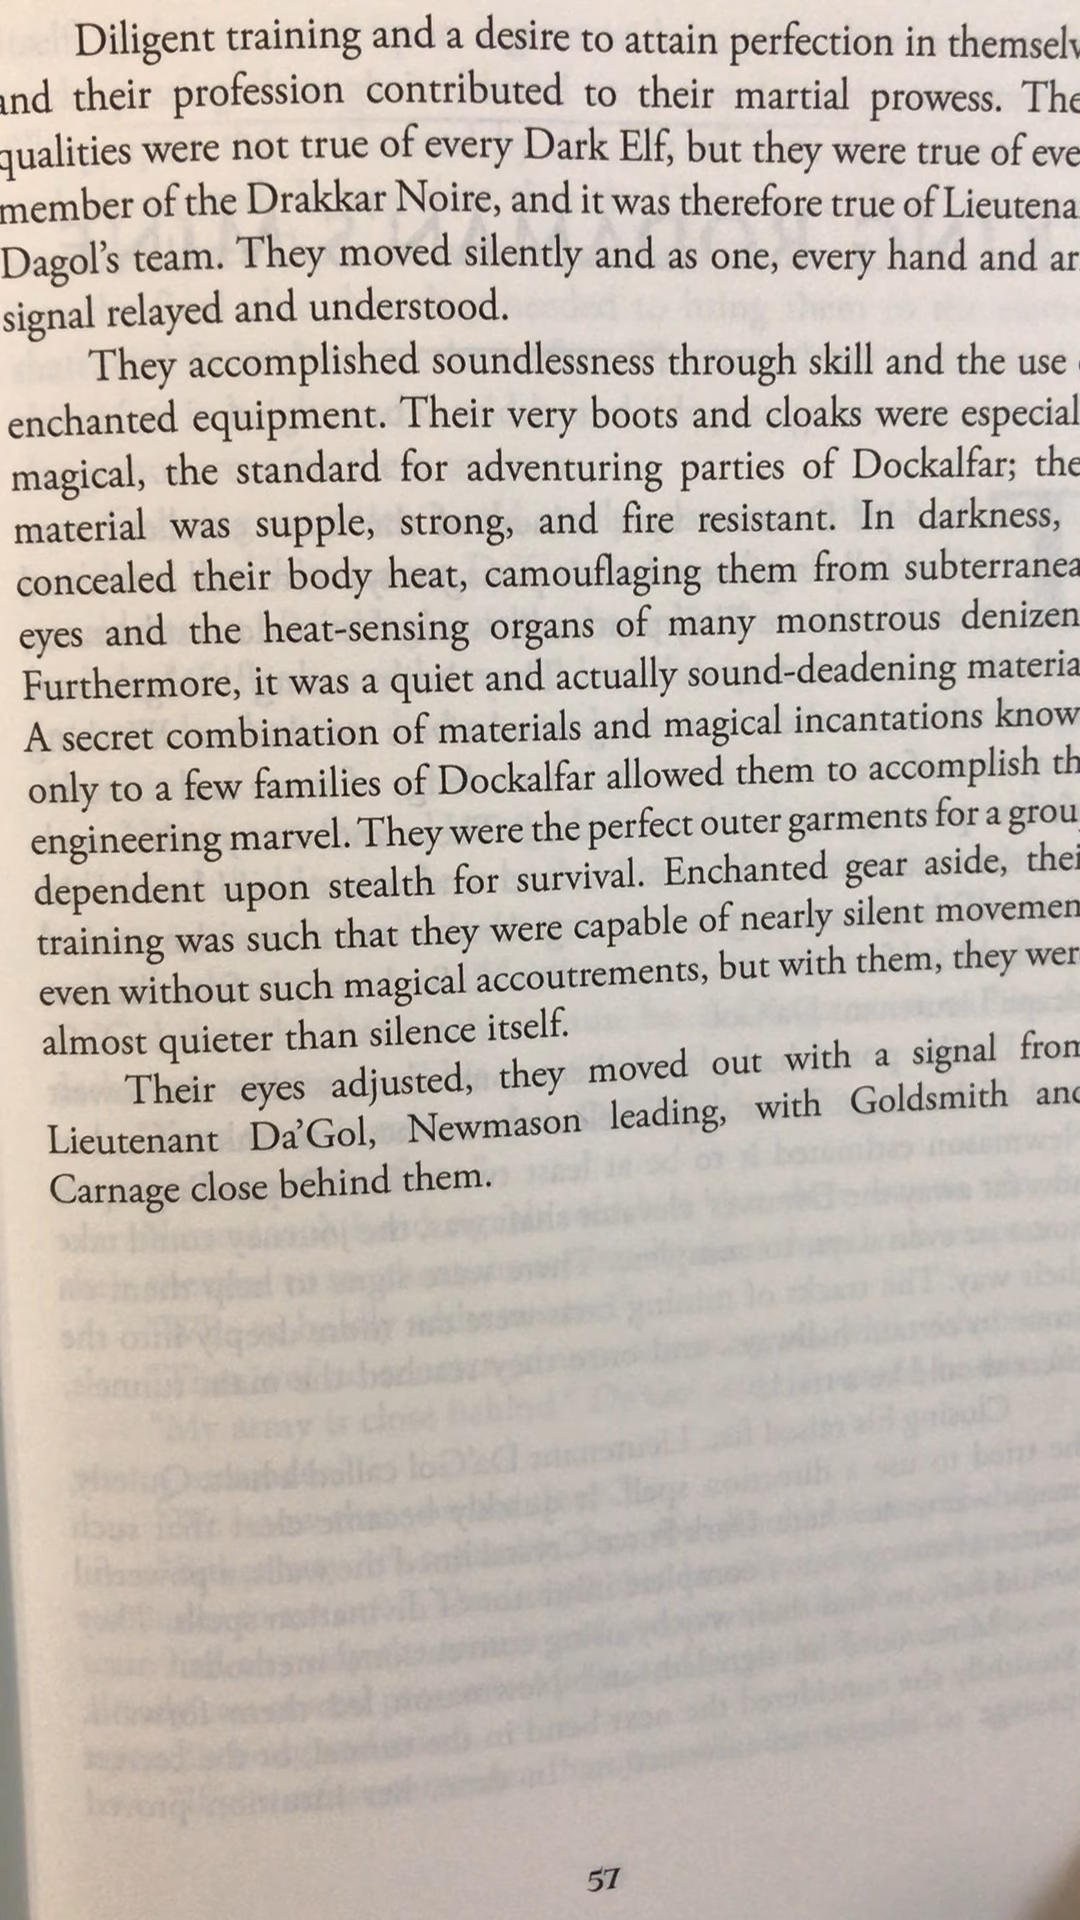 Diligent training and a desire to attain perfection in themselv
and their profession contributed to their martial prowess. The
qualities were not true of every Dark Elf, but they were true of eve
member of the Drakkar Noire, and it was therefore true of Lieutena
Dagol's team. They moved silently and as one, every hand and ar
signal relayed and understood.
They accomplished soundlessness through skill and the use
enchanted equipment. Their very boots and cloaks were especial
magical, the standard for adventuring parties of Dockalfar; the
material was supple, strong, and fire resistant. In darkness,
concealed their body heat, camouflaging them from subterranea
eyes and the heat-sensing organs of many monstrous denizen
Furthermore, it was a quiet and actually sound-deadening materia
A secret combination of materials and magical incantations know
only to a few families of Dockalfar allowed them to accomplish th
engineering marvel. They were the perfect outer garments for a grou
dependent upon stealth for survival. Enchanted gear aside, thei
training was such that they were capable of nearly silent movemen
even without such magical accoutrements, but with them, they wer
almost quieter than silence itself.
Their eyes adjusted, they moved out with a signal from
Lieutenant Da'Gol, Newmason leading, with Goldsmith and
Carnage close behind them.
57